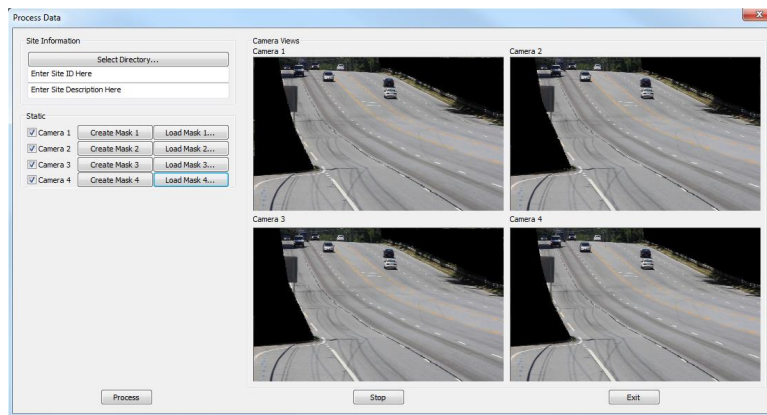 Process Data
Site Information
Select Directory...
Enter Site ID Here
Enter Site Description Here
Static
Camera 1 Create Mask 1 Load Mask 1...
Camera 2 Create Mask 2 Load Mask 2...
Camera 3 Create Mask 3 Load Mask 3...
Camera 4 Create Mask 4 Load Mask 4...
Camera Views
Camera 1 Camera 2
Camera 3 Camera 4
Process Stop Exit